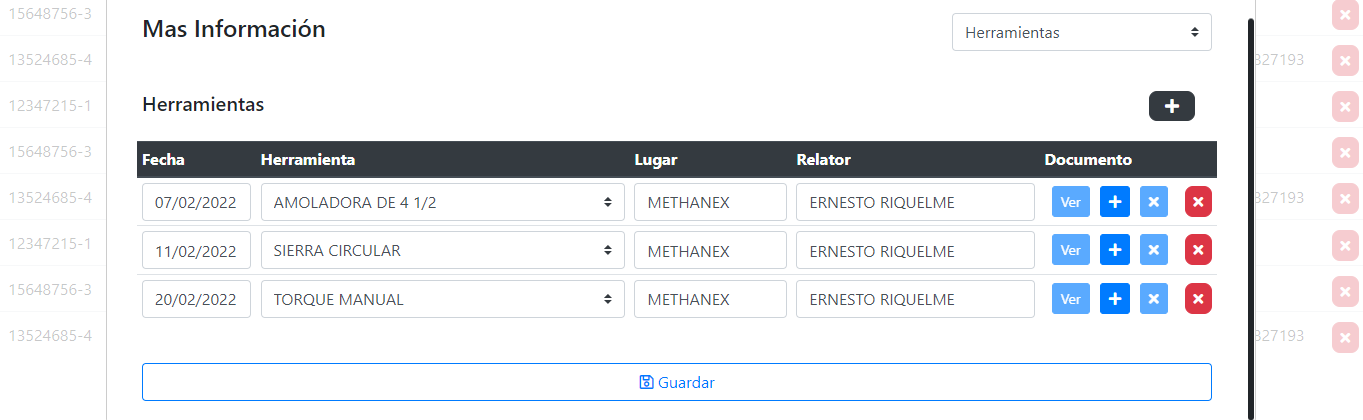 15648756-3
Mas Información
Herramientas
13524685-4
327193
12347215-1
Herramientas
15648756-3
Fecha Herramienta Lugar Relator Documento
13524685-4
07/02/2022 AMOLADORA DE 4 1/2 METHANEX ERNESTO RIQUELME Ver
327193
12347215-1
11/02/2022 SIERRA CIRCULAR METHANEX ERNESTO RIQUELME Ver
15648756-3
20/02/2022 TORQUE MANUAL METHANEX ERNESTO RIQUELME Ver
13524685-4
327193
Guardar